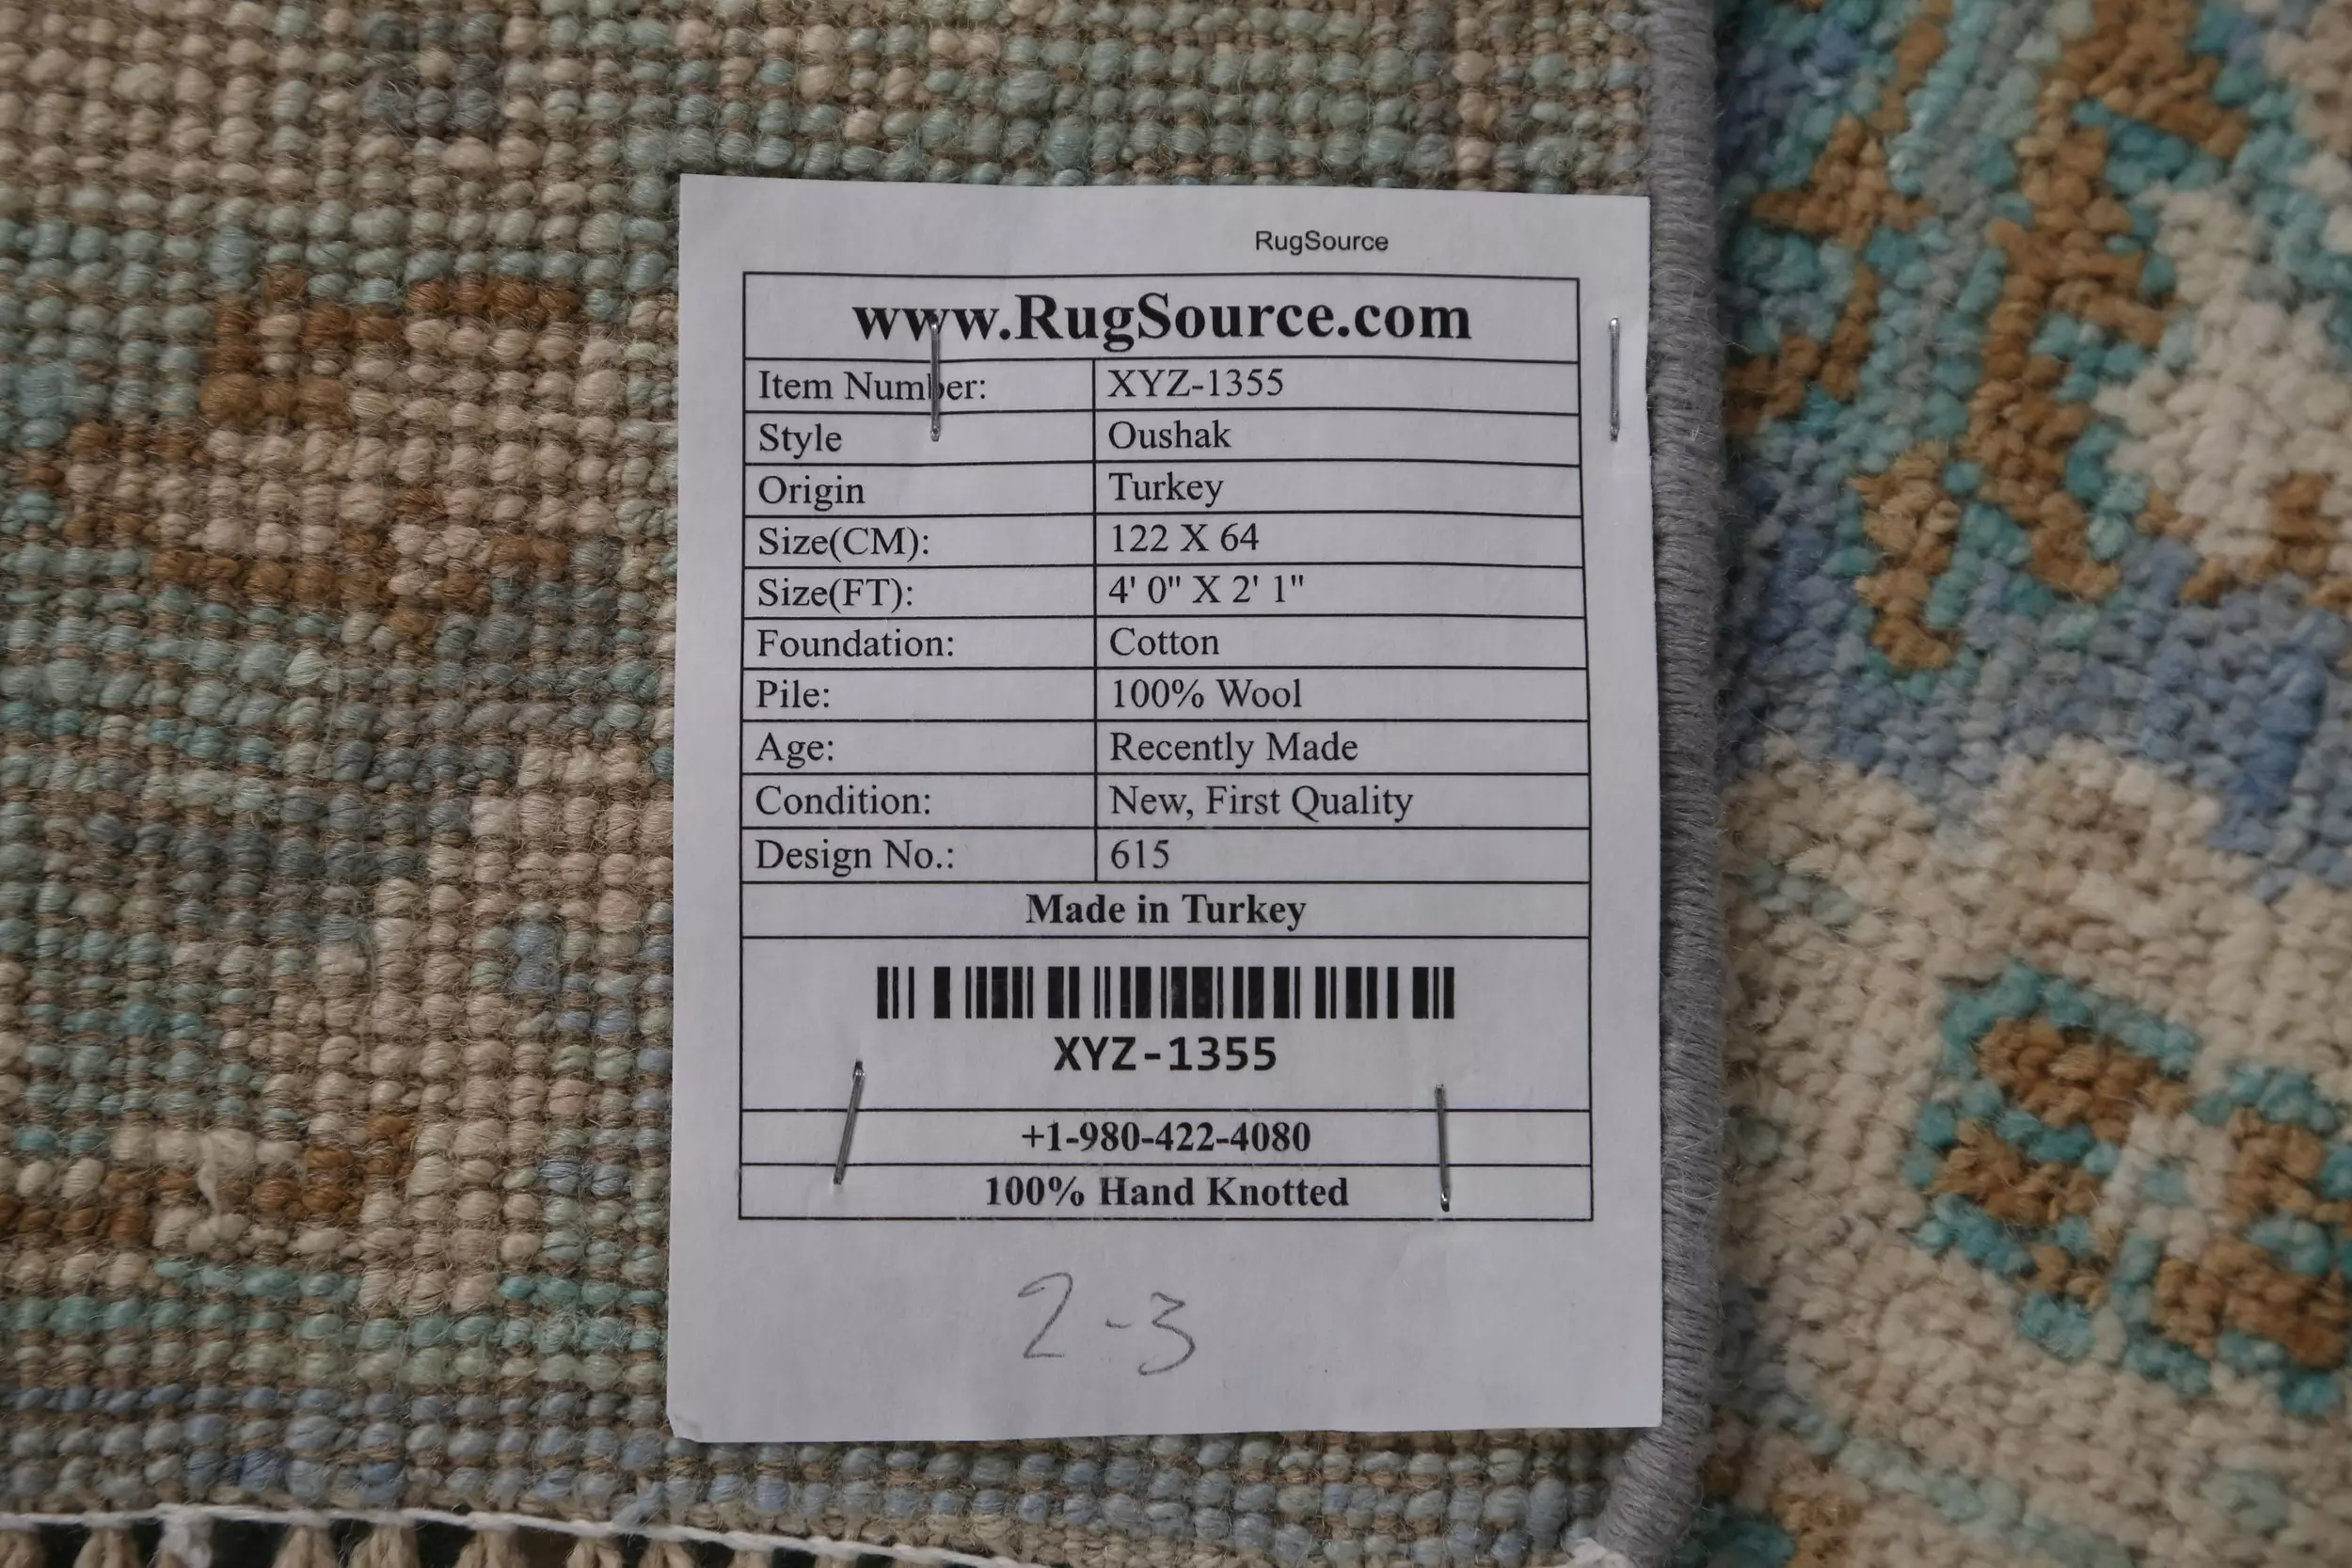 RugSource
www.RugSource.com
Item Number: XYZ-1355
Style Oushak
Origin Turkey
Size(CM): 122 X 64
Size(FT): 4' 0" X 2' 1"
Foundation: Cotton
Pile: 100% Wool
Age: Recently Made
Condition: New, First Quality
Design No.: 615
Made in Turkey
XYZ-1355
+1-980-422-4080
100% Hand Knotted
2-3